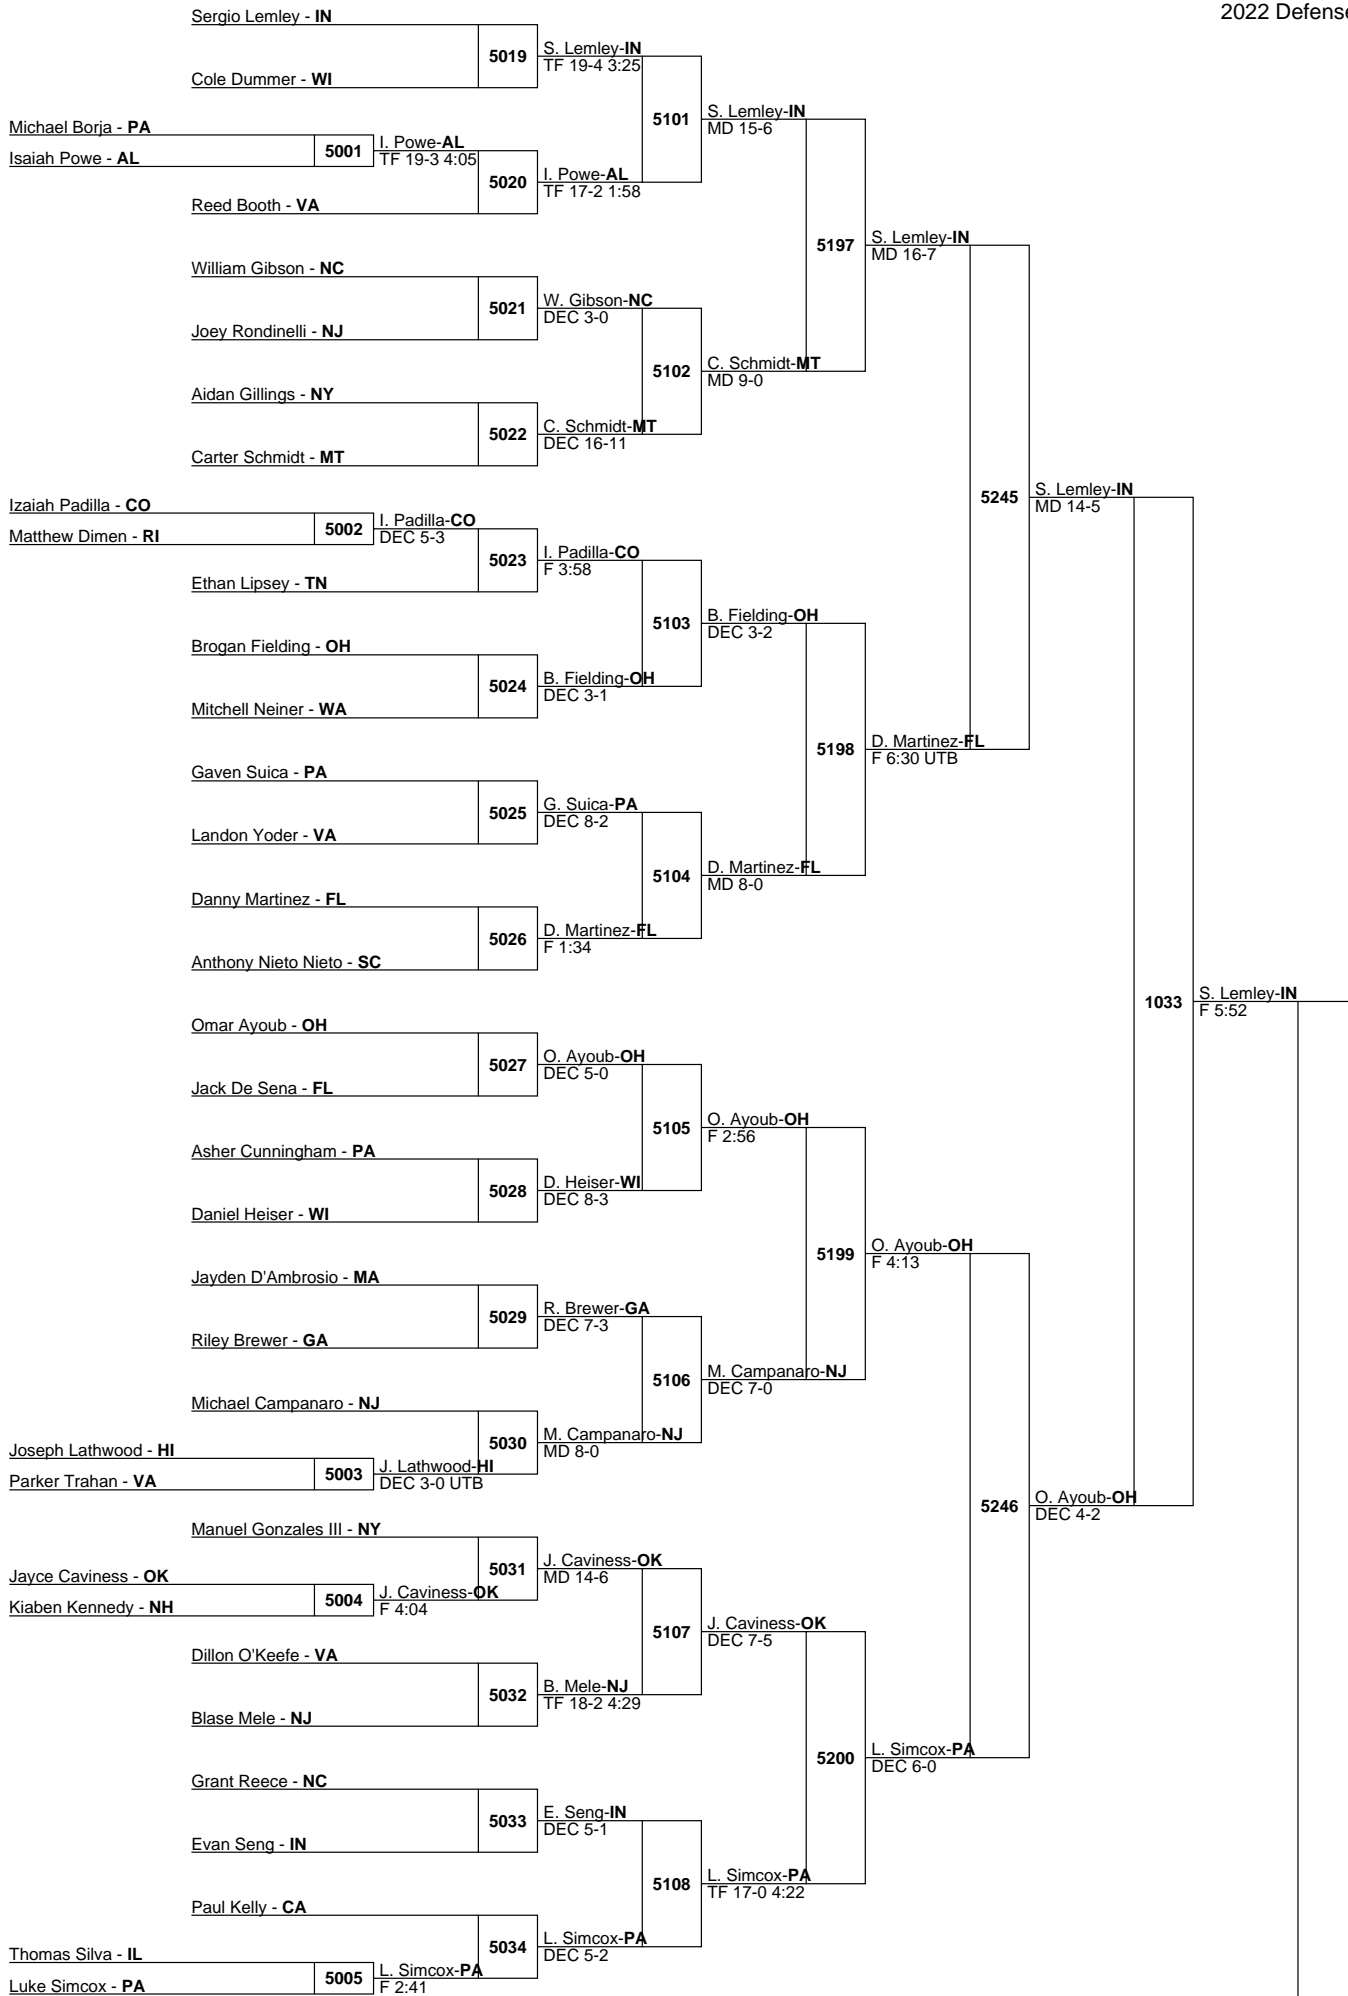 2022 Defense
Sergio Lemley - IN
5019
S. Lemley-IN
TF 19-4 3:25
Cole Dummer - WI
5101
S. Lemley-IN
MD 15-6
Michael Borja - PA
5001
I. Powe-AL
TF 19-3 4:05
Isaiah Powe - AL
5020
I. Powe-AL
TF 17-2 1:58
Reed Booth - VA
5197
S. Lemley-IN
MD 16-7
William Gibson - NC
5021
W. Gibson-NC
DEC 3-0
Joey Rondinelli - NJ
5102
C. Schmidt-MT
MD 9-0
Aidan Gillings - NY
5022
C. Schmidt-MT
DEC 16-11
Carter Schmidt - MT
5245
S. Lemley-IN
MD 14-5
Izaiah Padilla - CO
5002
I. Padilla-CO
DEC 5-3
Matthew Dimen - RI
5023
I. Padilla-CO
F 3:58
Ethan Lipsey - TN
5103
B. Fielding-OH
DEC 3-2
Brogan Fielding - OH
5024
B. Fielding-OH
DEC 3-1
Mitchell Neiner - WA
5198
D. Martinez-FL
F 6:30 UTB
Gaven Suica - PA
5025
G. Suica-PA
DEC 8-2
Landon Yoder - VA
5104
D. Martinez-FL
MD 8-0
Danny Martinez - FL
5026
D. Martinez-FL
F 1:34
Anthony Nieto Nieto - SC
1033
S. Lemley-IN
F 5:52
Omar Ayoub - OH
5027
O. Ayoub-OH
DEC 5-0
Jack De Sena - FL
5105
O. Ayoub-OH
F 2:56
Asher Cunningham - PA
5028
D. Heiser-WI
DEC 8-3
Daniel Heiser - WI
5199
O. Ayoub-OH
F 4:13
Jayden D'Ambrosio - MA
5029
R. Brewer-GA
DEC 7-3
Riley Brewer - GA
5106
M. Campanaro-NJ
DEC 7-0
Michael Campanaro - NJ
5030
M. Campanaro-NJ
MD 8-0
Joseph Lathwood - HI
5003
J. Lathwood-HI
DEC 3-0 UTB
Parker Trahan - VA
5246
O. Ayoub-OH
DEC 4-2
Manuel Gonzales III - NY
5031
J. Caviness-OK
MD 14-6
Jayce Caviness - OK
5004
J. Caviness-OK
F 4:04
Kiaben Kennedy - NH
5107
J. Caviness-OK
DEC 7-5
Dillon O'Keefe - VA
5032
B. Mele-NJ
TF 18-2 4:29
Blase Mele - NJ
5200
L. Simcox-PA
DEC 6-0
Grant Reece - NC
5033
E. Seng-IN
DEC 5-1
Evan Seng - IN
5108
L. Simcox-PA
TF 17-0 4:22
Paul Kelly - CA
5034
L. Simcox-PA
DEC 5-2
Thomas Silva - IL
5005
L. Simcox-PA
F 2:41
Luke Simcox - PA